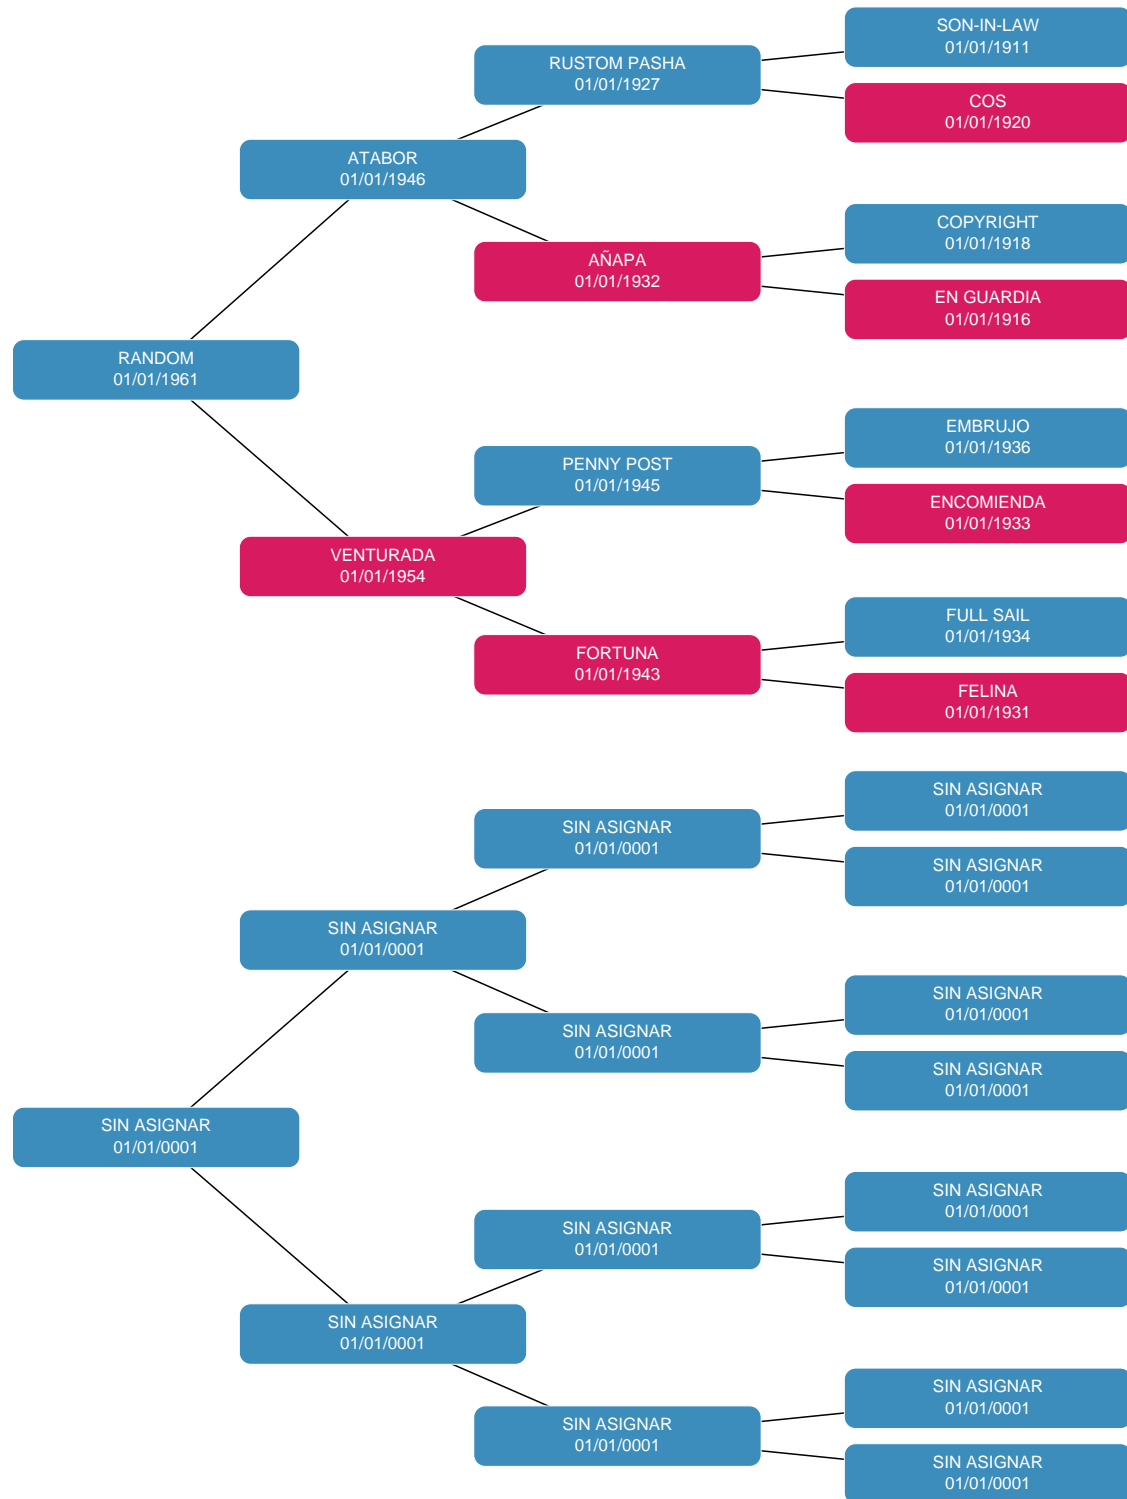 SON-IN-LAW
01/01/1911
RUSTOM PASHA
01/01/1927
COS
01/01/1920
ATABOR
01/01/1946
COPYRIGHT
01/01/1918
AÑAPA
01/01/1932
EN GUARDIA
01/01/1916
RANDOM
01/01/1961
EMBRUJO
01/01/1936
PENNY POST
01/01/1945
ENCOMIENDA
01/01/1933
VENTURADA
01/01/1954
FULL SAIL
01/01/1934
FORTUNA
01/01/1943
FELINA
01/01/1931
SIN ASIGNAR
01/01/0001
SIN ASIGNAR
01/01/0001
SIN ASIGNAR
01/01/0001
SIN ASIGNAR
01/01/0001
SIN ASIGNAR
01/01/0001
SIN ASIGNAR
01/01/0001
SIN ASIGNAR
01/01/0001
SIN ASIGNAR
01/01/0001
SIN ASIGNAR
01/01/0001
SIN ASIGNAR
01/01/0001
SIN ASIGNAR
01/01/0001
SIN ASIGNAR
01/01/0001
SIN ASIGNAR
01/01/0001
SIN ASIGNAR
01/01/0001
SIN ASIGNAR
01/01/0001